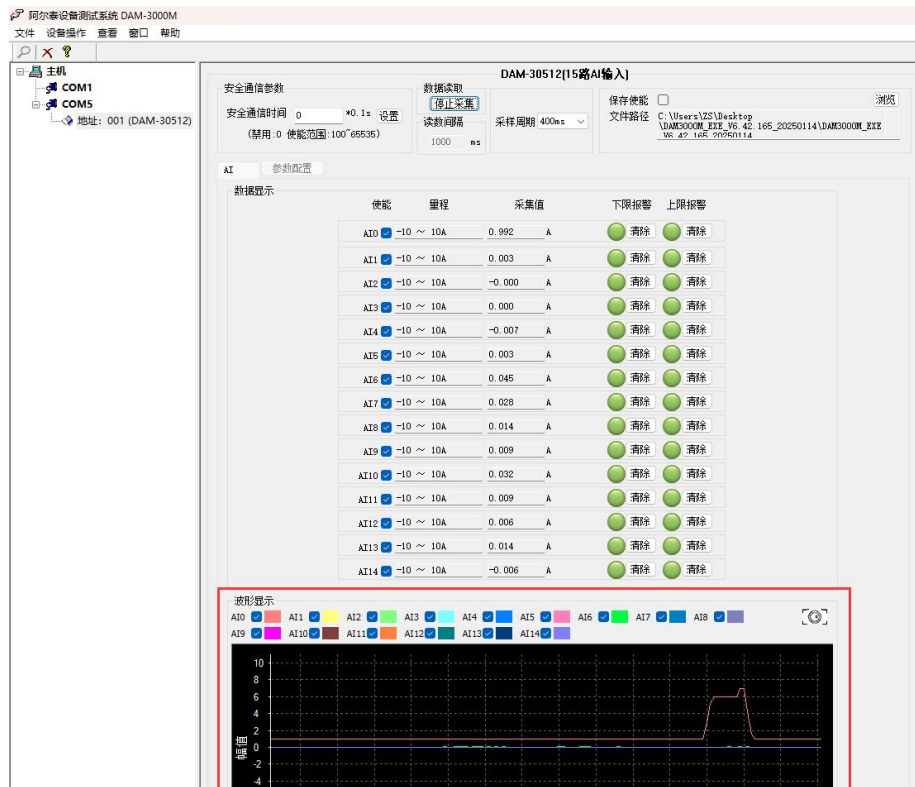 阿尔泰设备测试系统 DAM-3000M
文件 设备操作 查看 窗口 帮助
主机
COM1
COM5
地址：001 (DAM-30512)
DAM-30512(15路AI输入)
安全通信参数
安全通信时间 0 *0.1s 设置
(禁用:0 使能范围:100~65535)
数据读取
停止采集
读数间隔
1000 ms
采样周期 400ms
保存使能 浏览
文件路径 C:\Users\ZS\Desktop
\DAM3000M_EXE_V6.42.165_20250114\DAM3000M_EXE
_V6.42.165_20250114
AI 参数配置
数据显示
使能 量程 采集值 下限报警 上限报警
AI0 -10 ~ 10A 0.992 A 清除 清除
AI1 -10 ~ 10A 0.003 A 清除 清除
AI2 -10 ~ 10A -0.000 A 清除 清除
AI3 -10 ~ 10A 0.000 A 清除 清除
AI4 -10 ~ 10A -0.007 A 清除 清除
AI5 -10 ~ 10A 0.003 A 清除 清除
AI6 -10 ~ 10A 0.045 A 清除 清除
AI7 -10 ~ 10A 0.028 A 清除 清除
AI8 -10 ~ 10A 0.014 A 清除 清除
AI9 -10 ~ 10A 0.009 A 清除 清除
AI10 -10 ~ 10A 0.032 A 清除 清除
AI11 -10 ~ 10A 0.009 A 清除 清除
AI12 -10 ~ 10A 0.006 A 清除 清除
AI13 -10 ~ 10A 0.014 A 清除 清除
AI14 -10 ~ 10A -0.006 A 清除 清除
波形显示
AI0 AI1 AI2 AI3 AI4 AI5 AI6 AI7 AI8
AI9 AI10 AI11 AI12 AI13 AI14
10
8
6
4
2
0
-2
-4
幅值